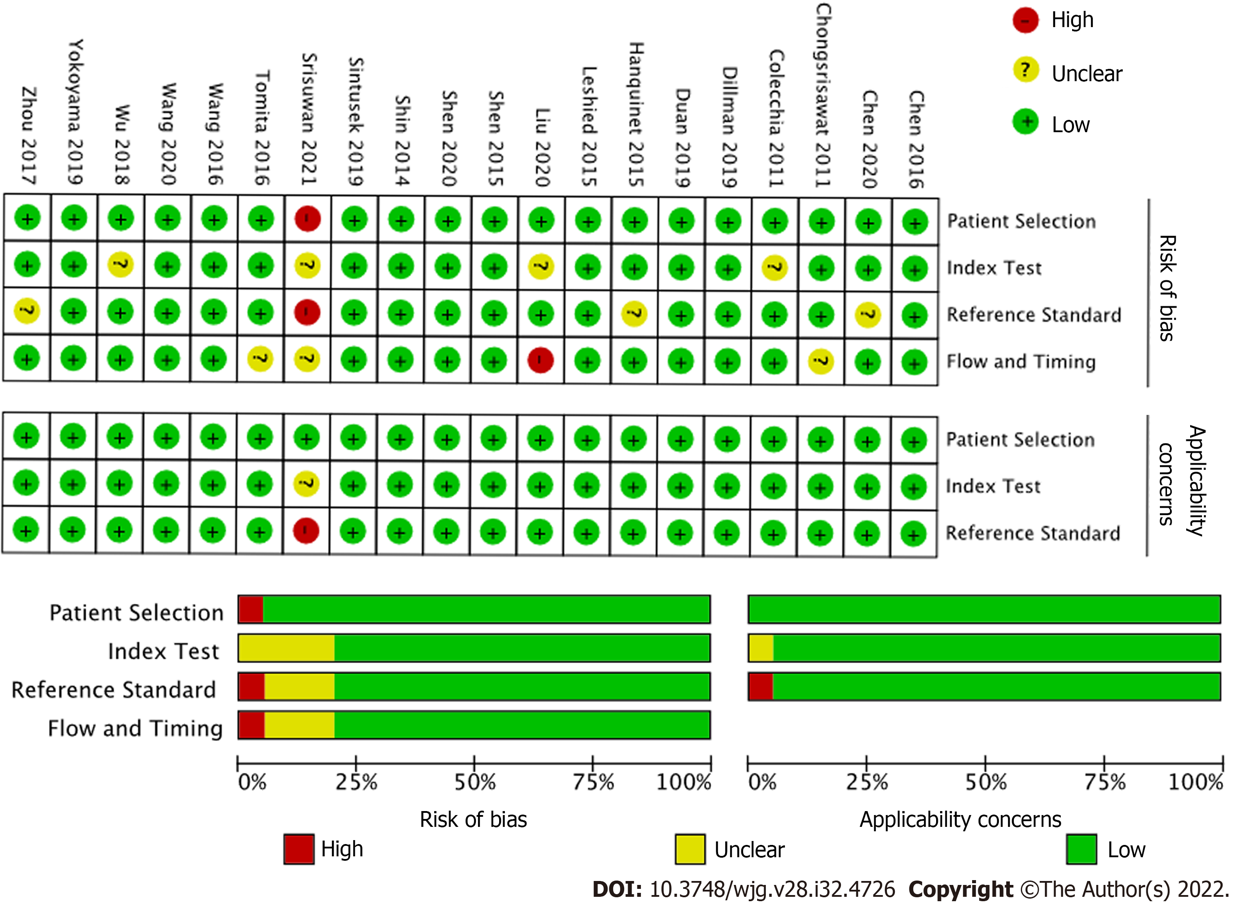 High
Unclear
Low
Zhou 2017
Yokoyama 2019
Wu 2018
Wang 2020
Wang 2016
Tomita 2016
Srisuwan 2021
Sintusek 2019
Shin 2014
Shen 2020
Shen 2015
Liu 2020
Leshied 2015
Hanquinet 2015
Duan 2019
Dillman 2019
Colecchia 2011
Chongsrisawat 2011
Chen 2020
Chen 2016
+ + + + + + - + + + + + + + + + + + + + Patient Selection
+ + ? + + + ? + + + + ? + + + + ? + + + Index Test
? + + + + + - + + + + + + ? + + + + ? + Reference Standard
+ + + + + ? ? + + + + - + + + + + ? + + Flow and Timing
Risk of bias
+ + + + + + + + + + + + + + + + + + + + Patient Selection
+ + + + + + ? + + + + + + + + + + + + + Index Test
+ + + + + + - + + + + + + + + + + + + + Reference Standard
Applicability
concerns
Patient Selection
Index Test
Reference Standard
Flow and Timing
0% 25% 50% 75% 100%
0% 25% 50% 75% 100%
Risk of bias
Applicability concerns
High
Unclear
Low
DOI: 10.3748/wjg.v28.i32.4726 Copyright ©The Author(s) 2022.